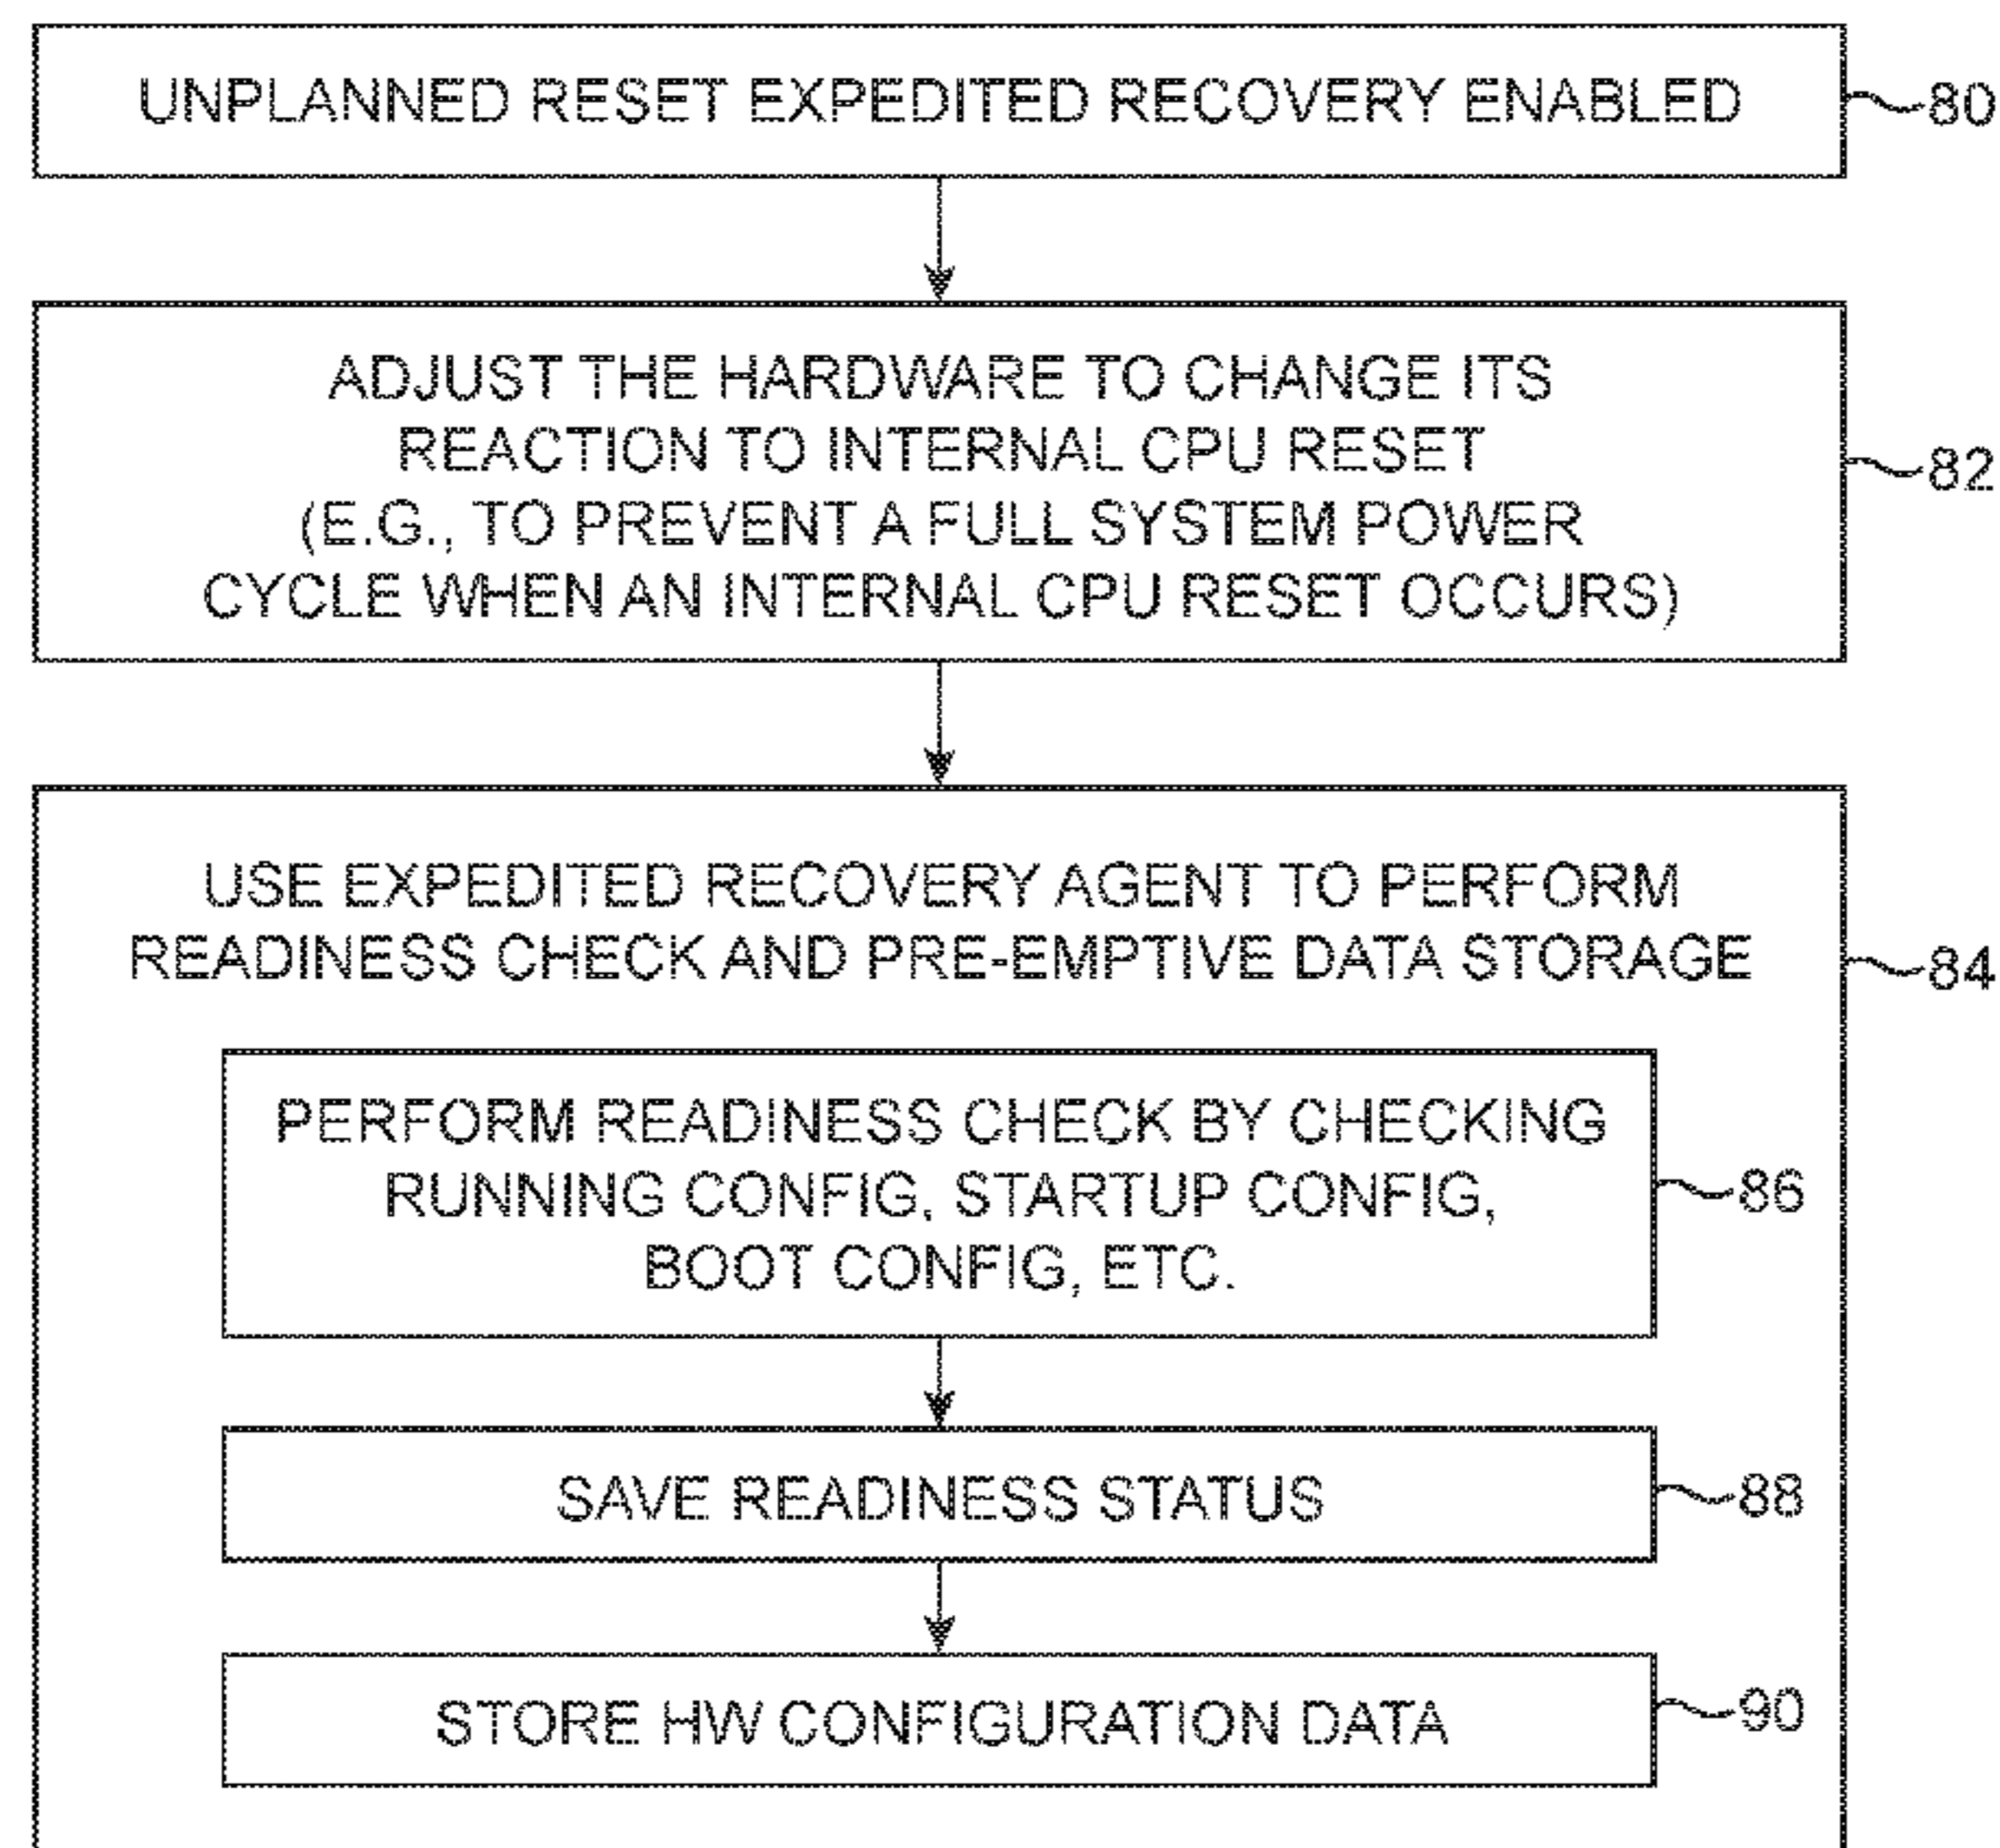 UNPLANNED RESET EXPEDITED RECOVERY ENABLED
80
ADJUST THE HARDWARE TO CHANGE ITS
REACTION TO INTERNAL CPU RESET
(E.G., TO PREVENT A FULL SYSTEM POWER
CYCLE WHEN AN INTERNAL CPU RESET OCCURS)
82
USE EXPEDITED RECOVERY AGENT TO PERFORM
READINESS CHECK AND PRE-EMPTIVE DATA STORAGE
84
PERFORM READINESS CHECK BY CHECKING
RUNNING CONFIG, STARTUP CONFIG,
BOOT CONFIG, ETC.
86
SAVE READINESS STATUS
88
STORE HW CONFIGURATION DATA
90